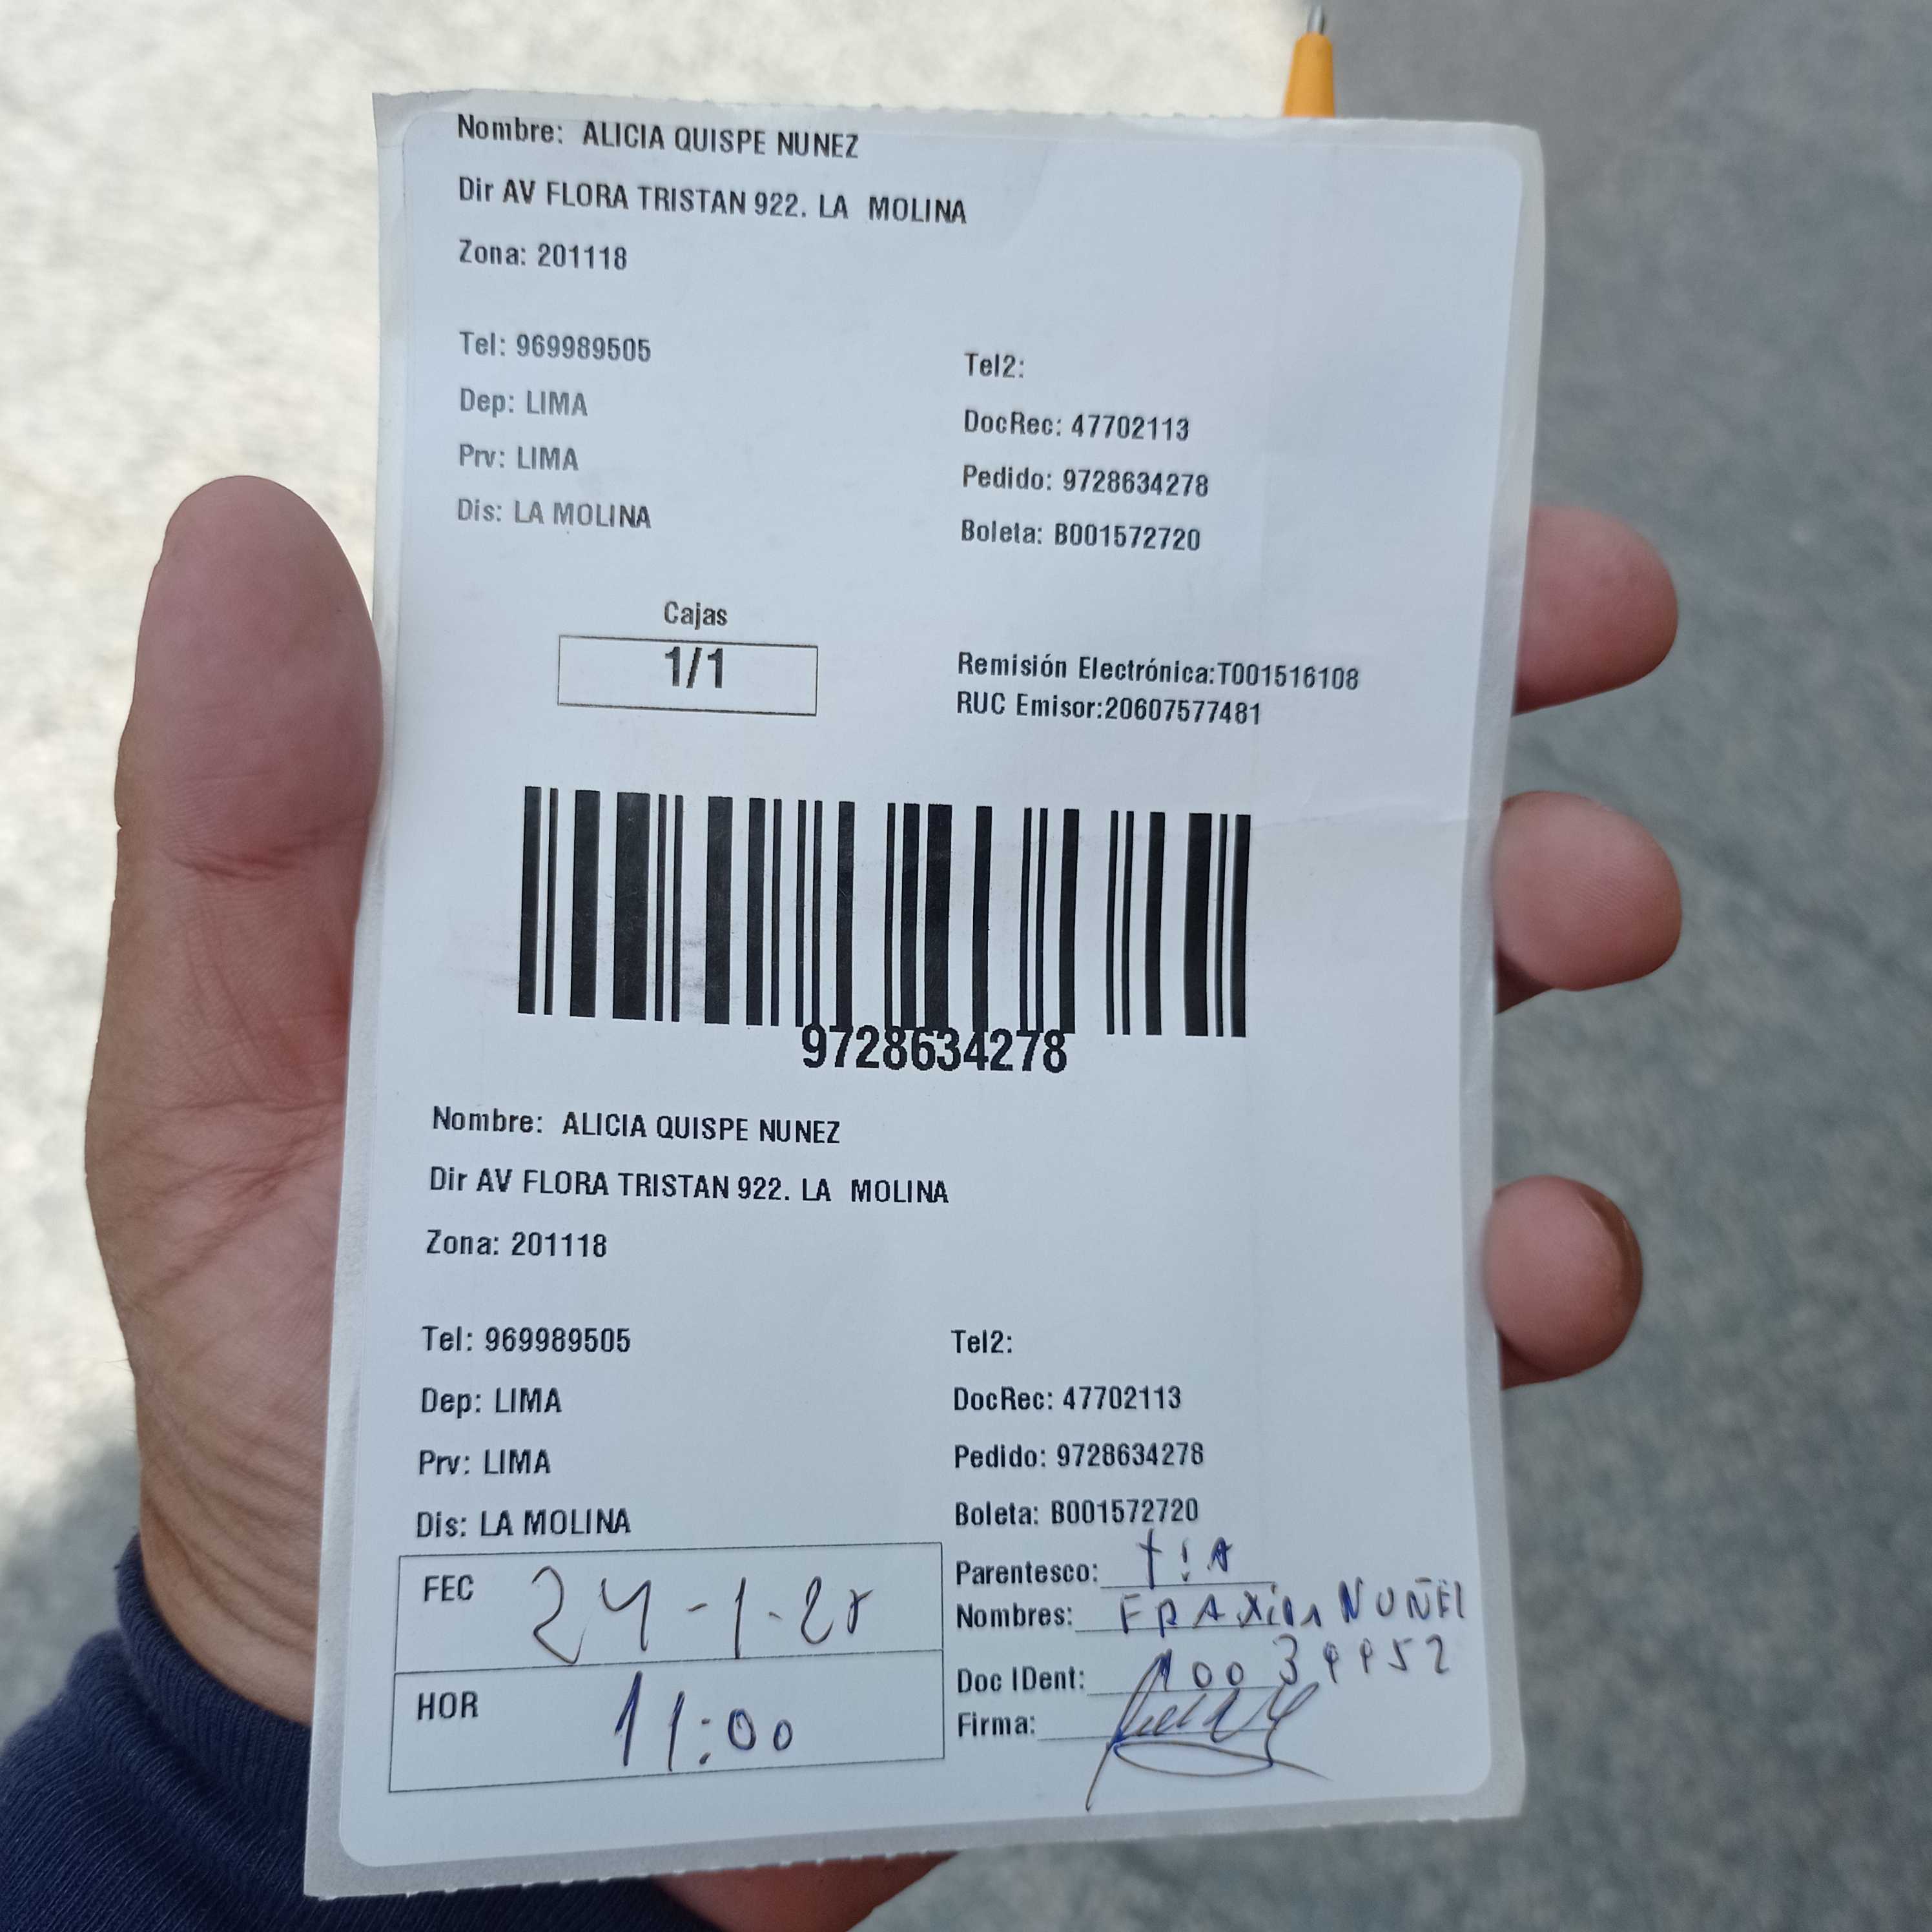 Nombre: ALICIA QUISPE NUNEZ
Dir AV FLORA TRISTAN 922. LA MOLINA
Zona: 201118
Tel: 969989505
Tel2:
Dep: LIMA
DocRec: 47702113
Prv: LIMA
Pedido: 9728634278
Dis: LA MOLINA
Boleta: B001572720
Cajas
1/1
Remisión Electrónica:T001516108
RUC Emisor:20607577481
9728634278
Nombre: ALICIA QUISPE NUNEZ
Dir AV FLORA TRISTAN 922. LA MOLINA
Zona: 201118
Tel: 969989505
Tel2:
Dep: LIMA
DocRec: 47702113
Prv: LIMA
Pedido: 9728634278
Dis: LA MOLINA
Boleta: B001572720
FEC 24-1-25
Parentesco: tiA
Nombres: NUÑEZ
Doc IDent:
HOR 11:00
Firma: